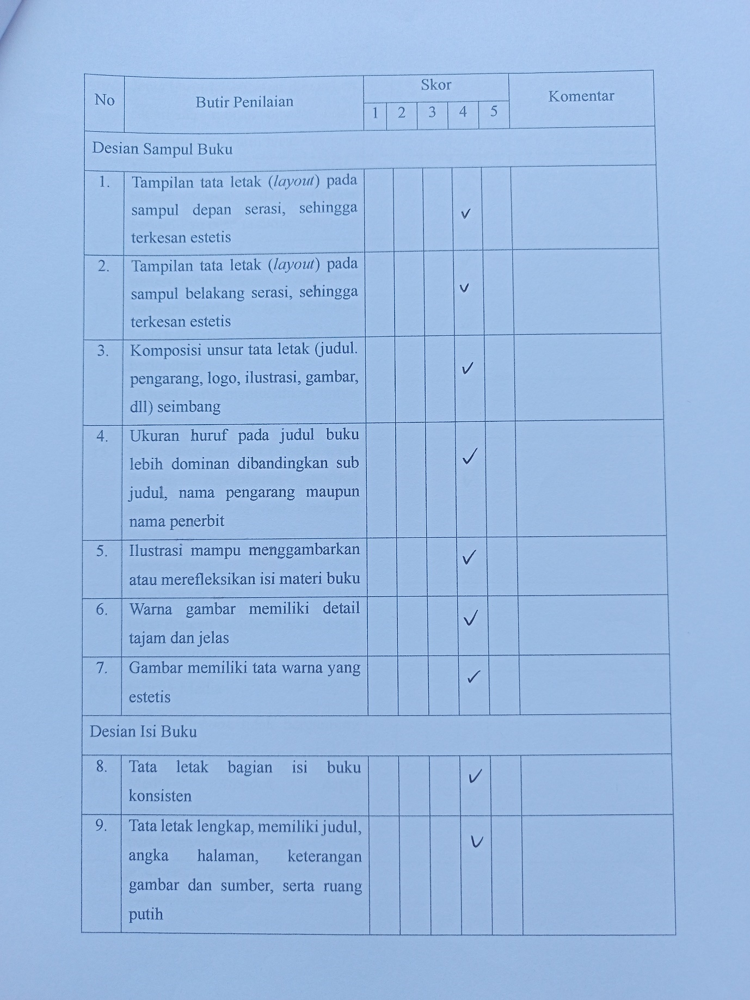 No Butir Penilaian Skor Komentar
1 2 3 4 5
Desian Sampul Buku
1. Tampilan tata letak (layout) pada
sampul depan serasi, sehingga
terkesan estetis
✓
2. Tampilan tata letak (layout) pada
sampul belakang serasi, sehingga
terkesan estetis
✓
3. Komposisi unsur tata letak (judul.
pengarang, logo, ilustrasi, gambar,
dll) seimbang
✓
4. Ukuran huruf pada judul buku
lebih dominan dibandingkan sub
judul, nama pengarang maupun
nama penerbit
✓
5. Ilustrasi mampu menggambarkan
atau merefleksikan isi materi buku
✓
6. Warna gambar memiliki detail
tajam dan jelas
✓
7. Gambar memiliki tata warna yang
estetis
✓
Desian Isi Buku
8. Tata letak bagian isi buku
konsisten
✓
9. Tata letak lengkap, memiliki judul,
angka halaman, keterangan
gambar dan sumber, serta ruang
putih
✓